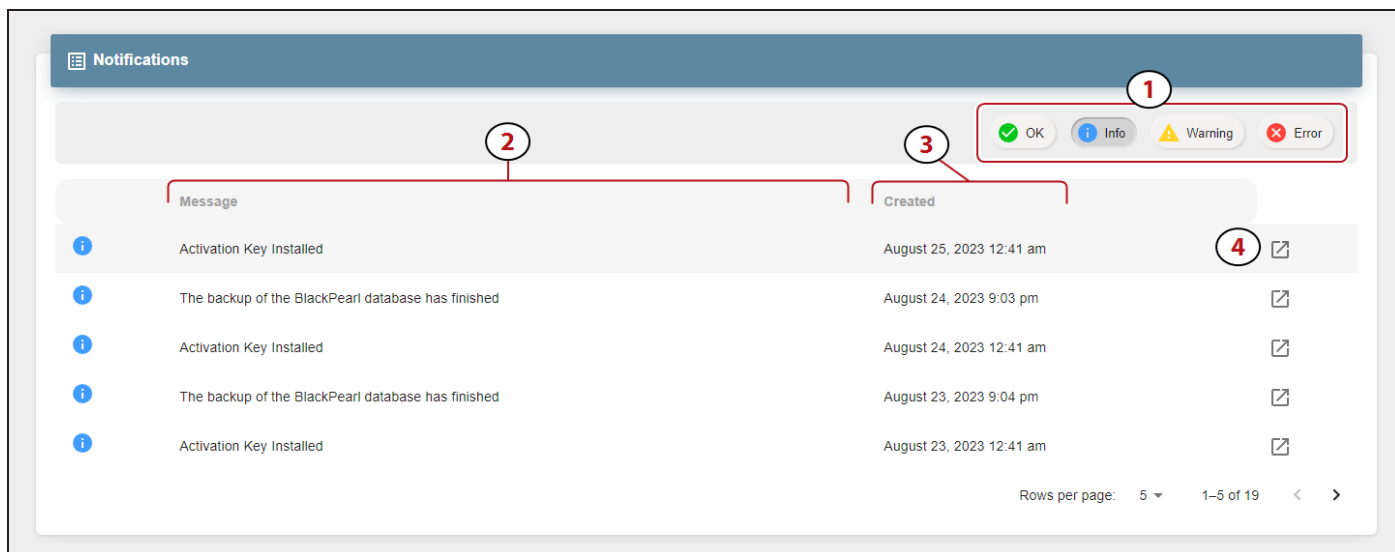 Notifications
1
OK Info Warning Error
2
3
Message Created
Activation Key Installed August 25, 2023 12:41 am 4
The backup of the BlackPearl database has finished August 24, 2023 9:03 pm
Activation Key Installed August 24, 2023 12:41 am
The backup of the BlackPearl database has finished August 23, 2023 9:04 pm
Activation Key Installed August 23, 2023 12:41 am
Rows per page: 5 1–5 of 19